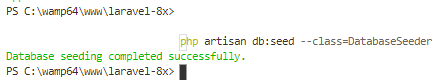 PS C:\wamp64\www\laravel-8x>
php artisan db:seed --class=DatabaseSeeder
Database seeding completed successfully.
PS C:\wamp64\www\laravel-8x>